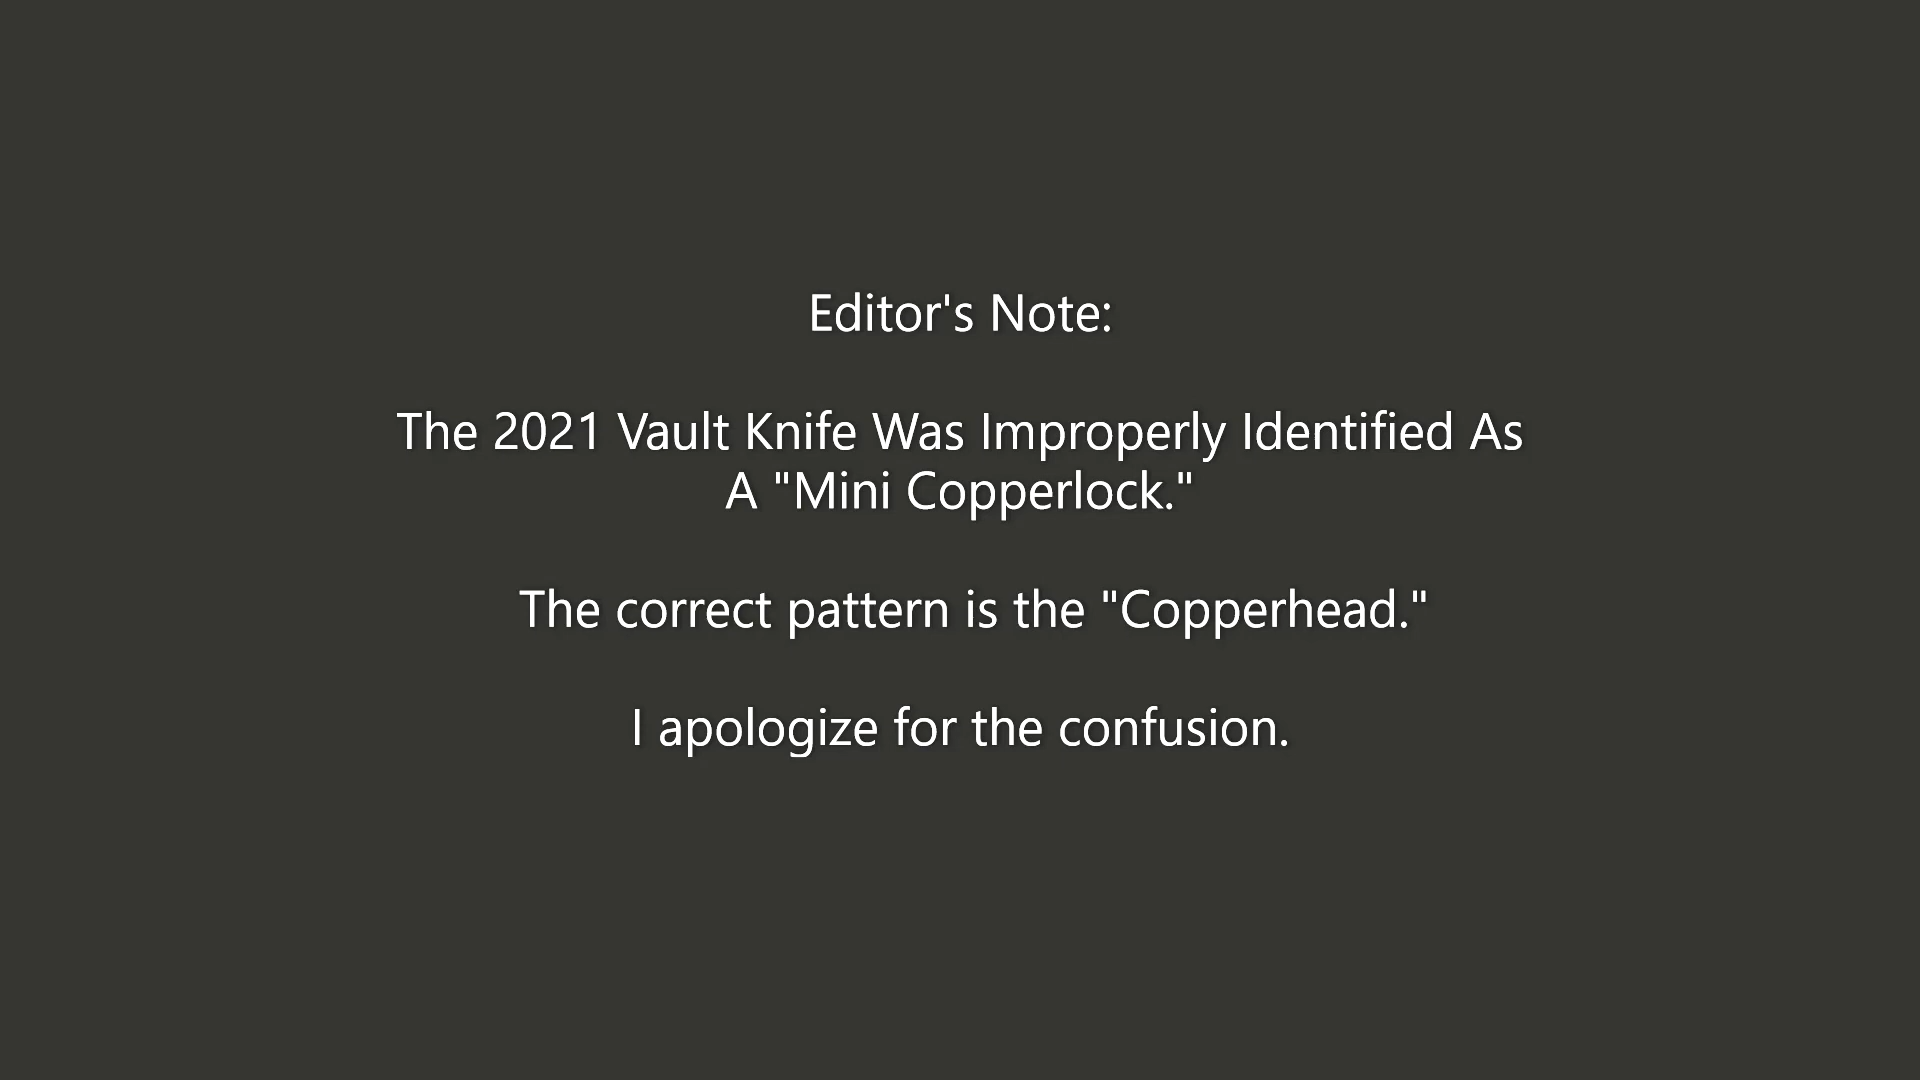 Editor's Note:
The 2021 Vault Knife Was Improperly Identified As
A "Mini Copperlock."
The correct pattern is the "Copperhead."
I apologize for the confusion.